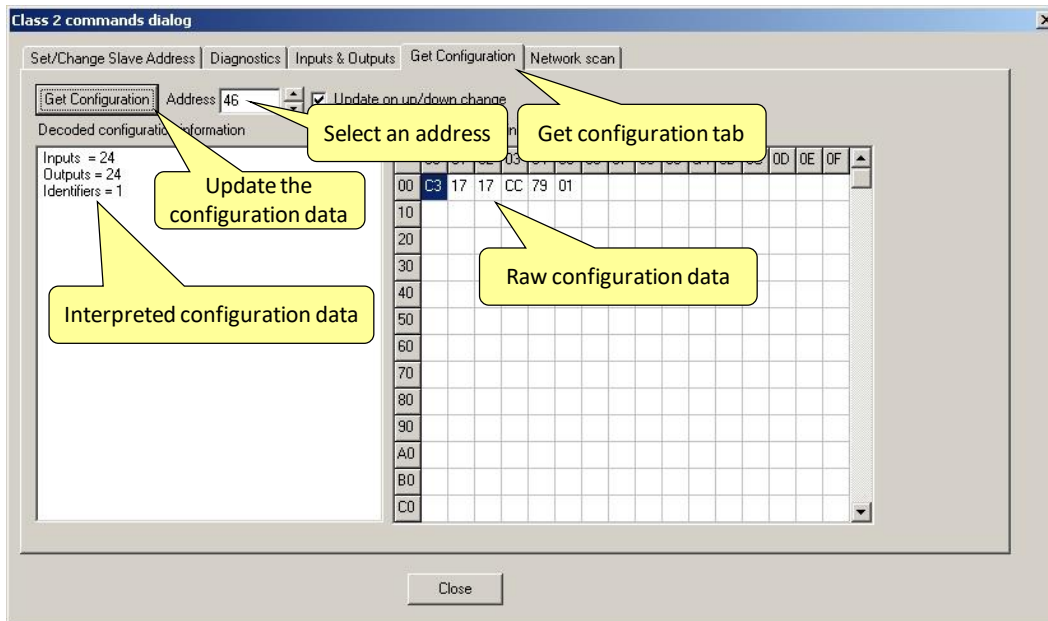 Class 2 commands dialog
Set/Change Slave Address Diagnostics Inputs & Outputs Get Configuration Network scan
Get Configuration Address 46 Update on up/down change
Decoded configuration information
Select an address
Get configuration tab
Inputs = 24
Outputs = 24
Identifiers = 1
Update the
configuration data
03 0D 0E 0F
00 C3 17 17 CC 79 01
10
20
30
Raw configuration data
40
Interpreted configuration data
50
60
70
80
90
A0
B0
C0
Close